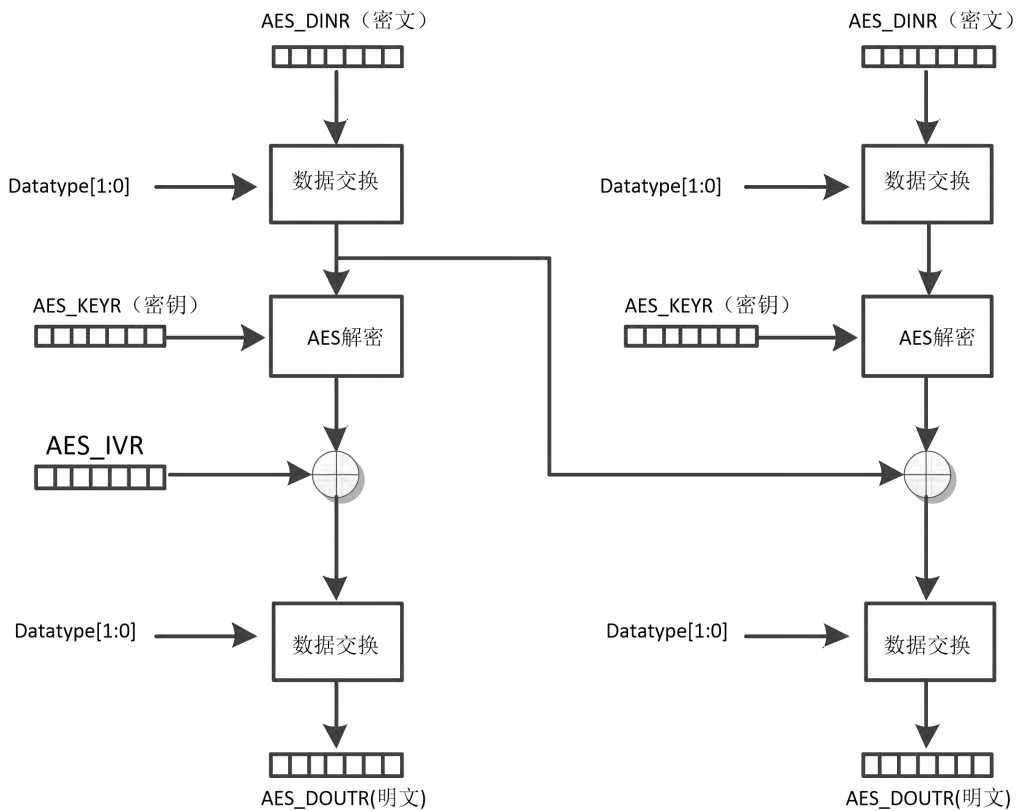 AES_DINR（密文）
AES_DINR（密文）
数据交换
数据交换
Datatype[1:0]
Datatype[1:0]
AES_KEYR（密钥）
AES_KEYR（密钥）
AES解密
AES解密
AES_IVR
数据交换
数据交换
Datatype[1:0]
Datatype[1:0]
AES_DOUTR(明文)
AES_DOUTR(明文)